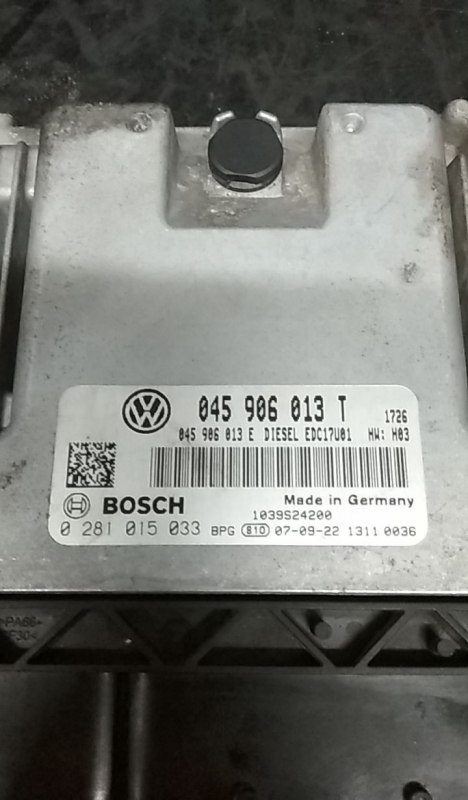 045 906 013 T 1726
045 906 013 E DIESEL EDC17U01 HW: H03
BOSCH Made in Germany
1039S24200
0 281 015 033 BPG 810 07-09-22 1311 0036
>PA66-